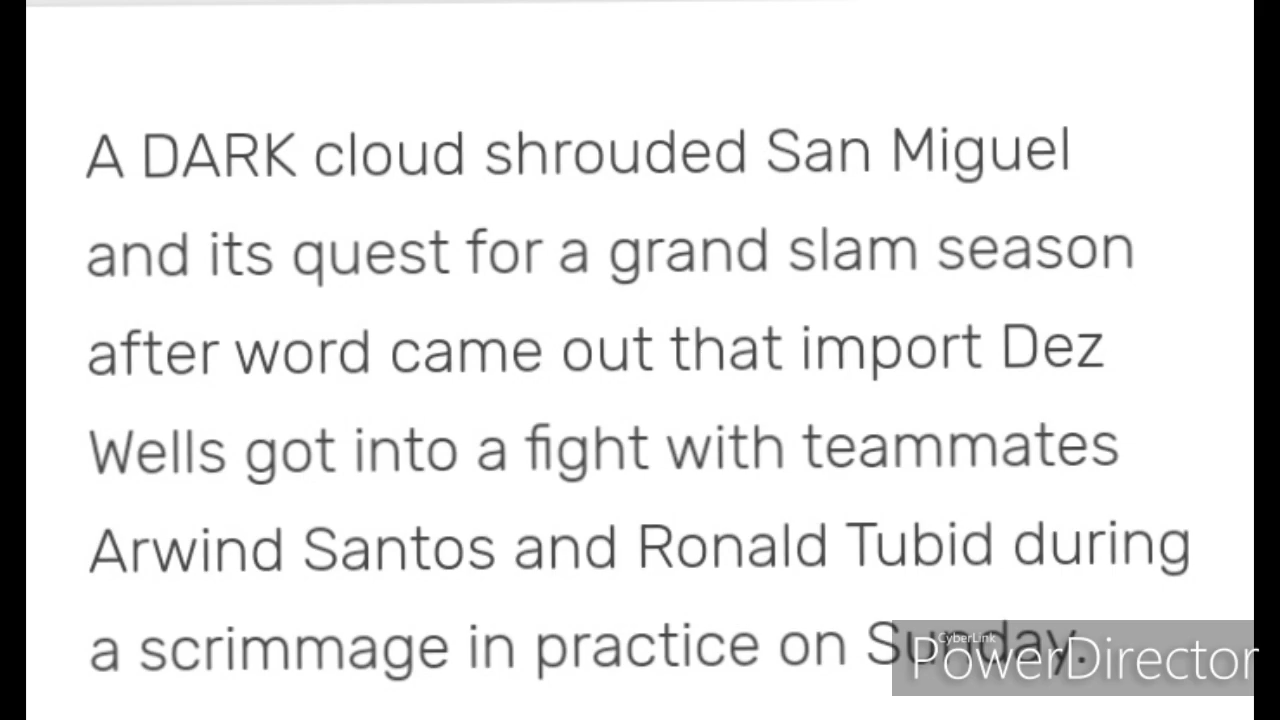 A DARK cloud shrouded San Miguel
and its quest for a grand slam season
after word came out that import Dez
Wells got into a fight with teammates
Arwind Santos and Ronald Tubid during
a scrimmage in practice on Sunday.
CyberLink
PowerDirector